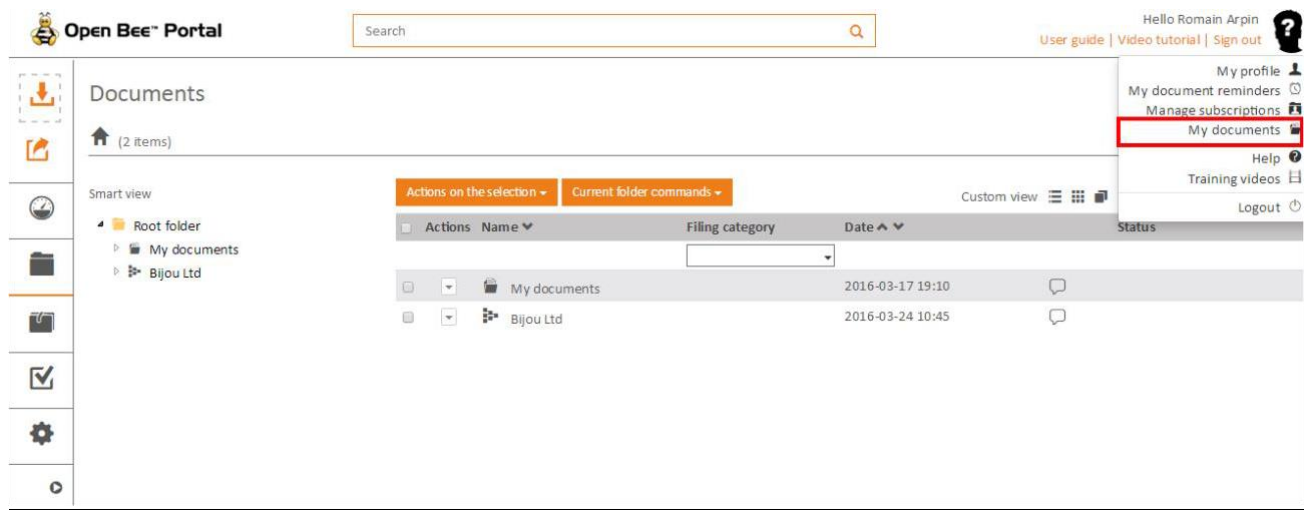 Open Bee™ Portal
Search
Hello Romain Arpin
User guide | Video tutorial | Sign out
My profile
My document reminders
Manage subscriptions
My documents
Help
Training videos
Logout
Documents
(2 items)
Smart view
Root folder
My documents
Bijou Ltd
Actions on the selection
Current folder commands
Custom view
Actions Name Filing category Date Status
My documents 2016-03-17 19:10
Bijou Ltd 2016-03-24 10:45